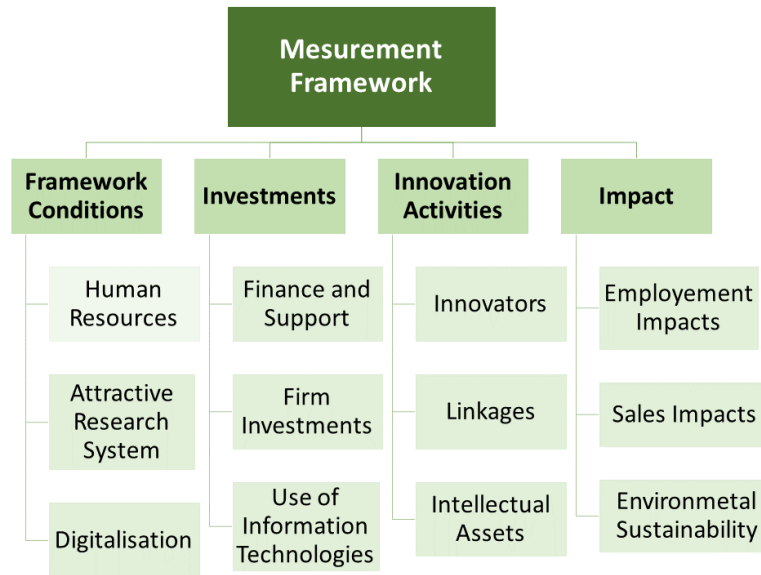 Mesurement
Framework
Framework
Conditions
Human
Resources
Attractive
Research
System
Digitalisation
Investments
Finance and
Support
Firm
Investments
Use of
Information
Technologies
Innovation
Activities
Innovators
Linkages
Intellectual
Assets
Impact
Employement
Impacts
Sales Impacts
Environmetal
Sustainability